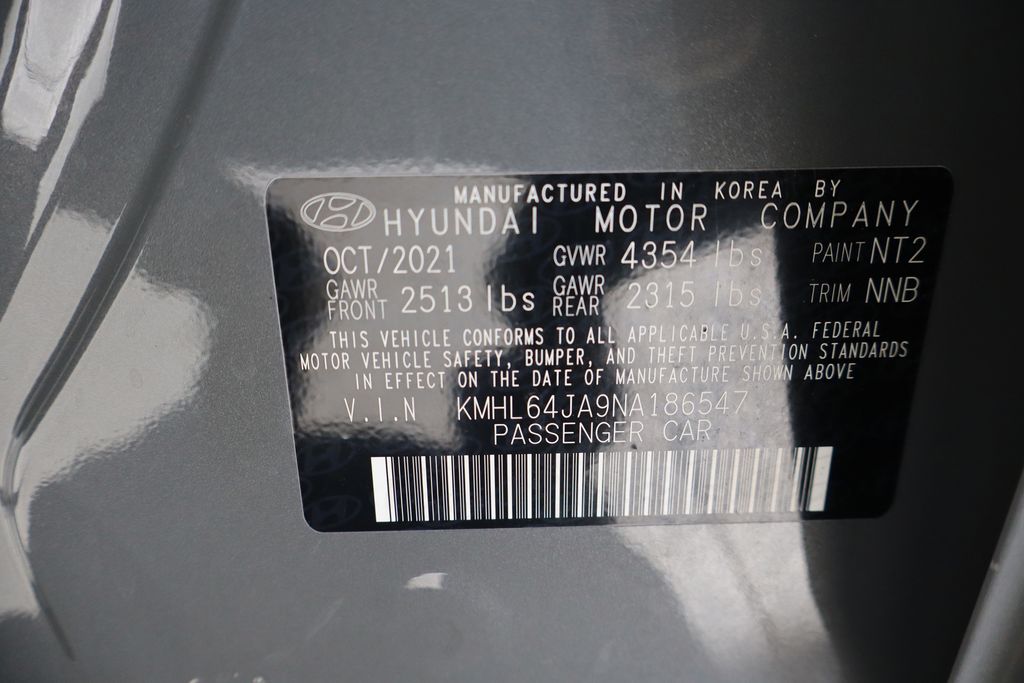 MANUFACTURED IN KOREA BY
HYUNDAI MOTOR COMPANY
OCT/2021 GVWR 4354 lbs PAINT NT2
GAWR FRONT 2513 lbs GAWR REAR 2315 lbs TRIM NNB
THIS VEHICLE CONFORMS TO ALL APPLICABLE U.S.A. FEDERAL
MOTOR VEHICLE SAFETY, BUMPER, AND THEFT PREVENTION STANDARDS
IN EFFECT ON THE DATE OF MANUFACTURE SHOWN ABOVE
V.I.N KMHL64JA9NA186547
PASSENGER CAR